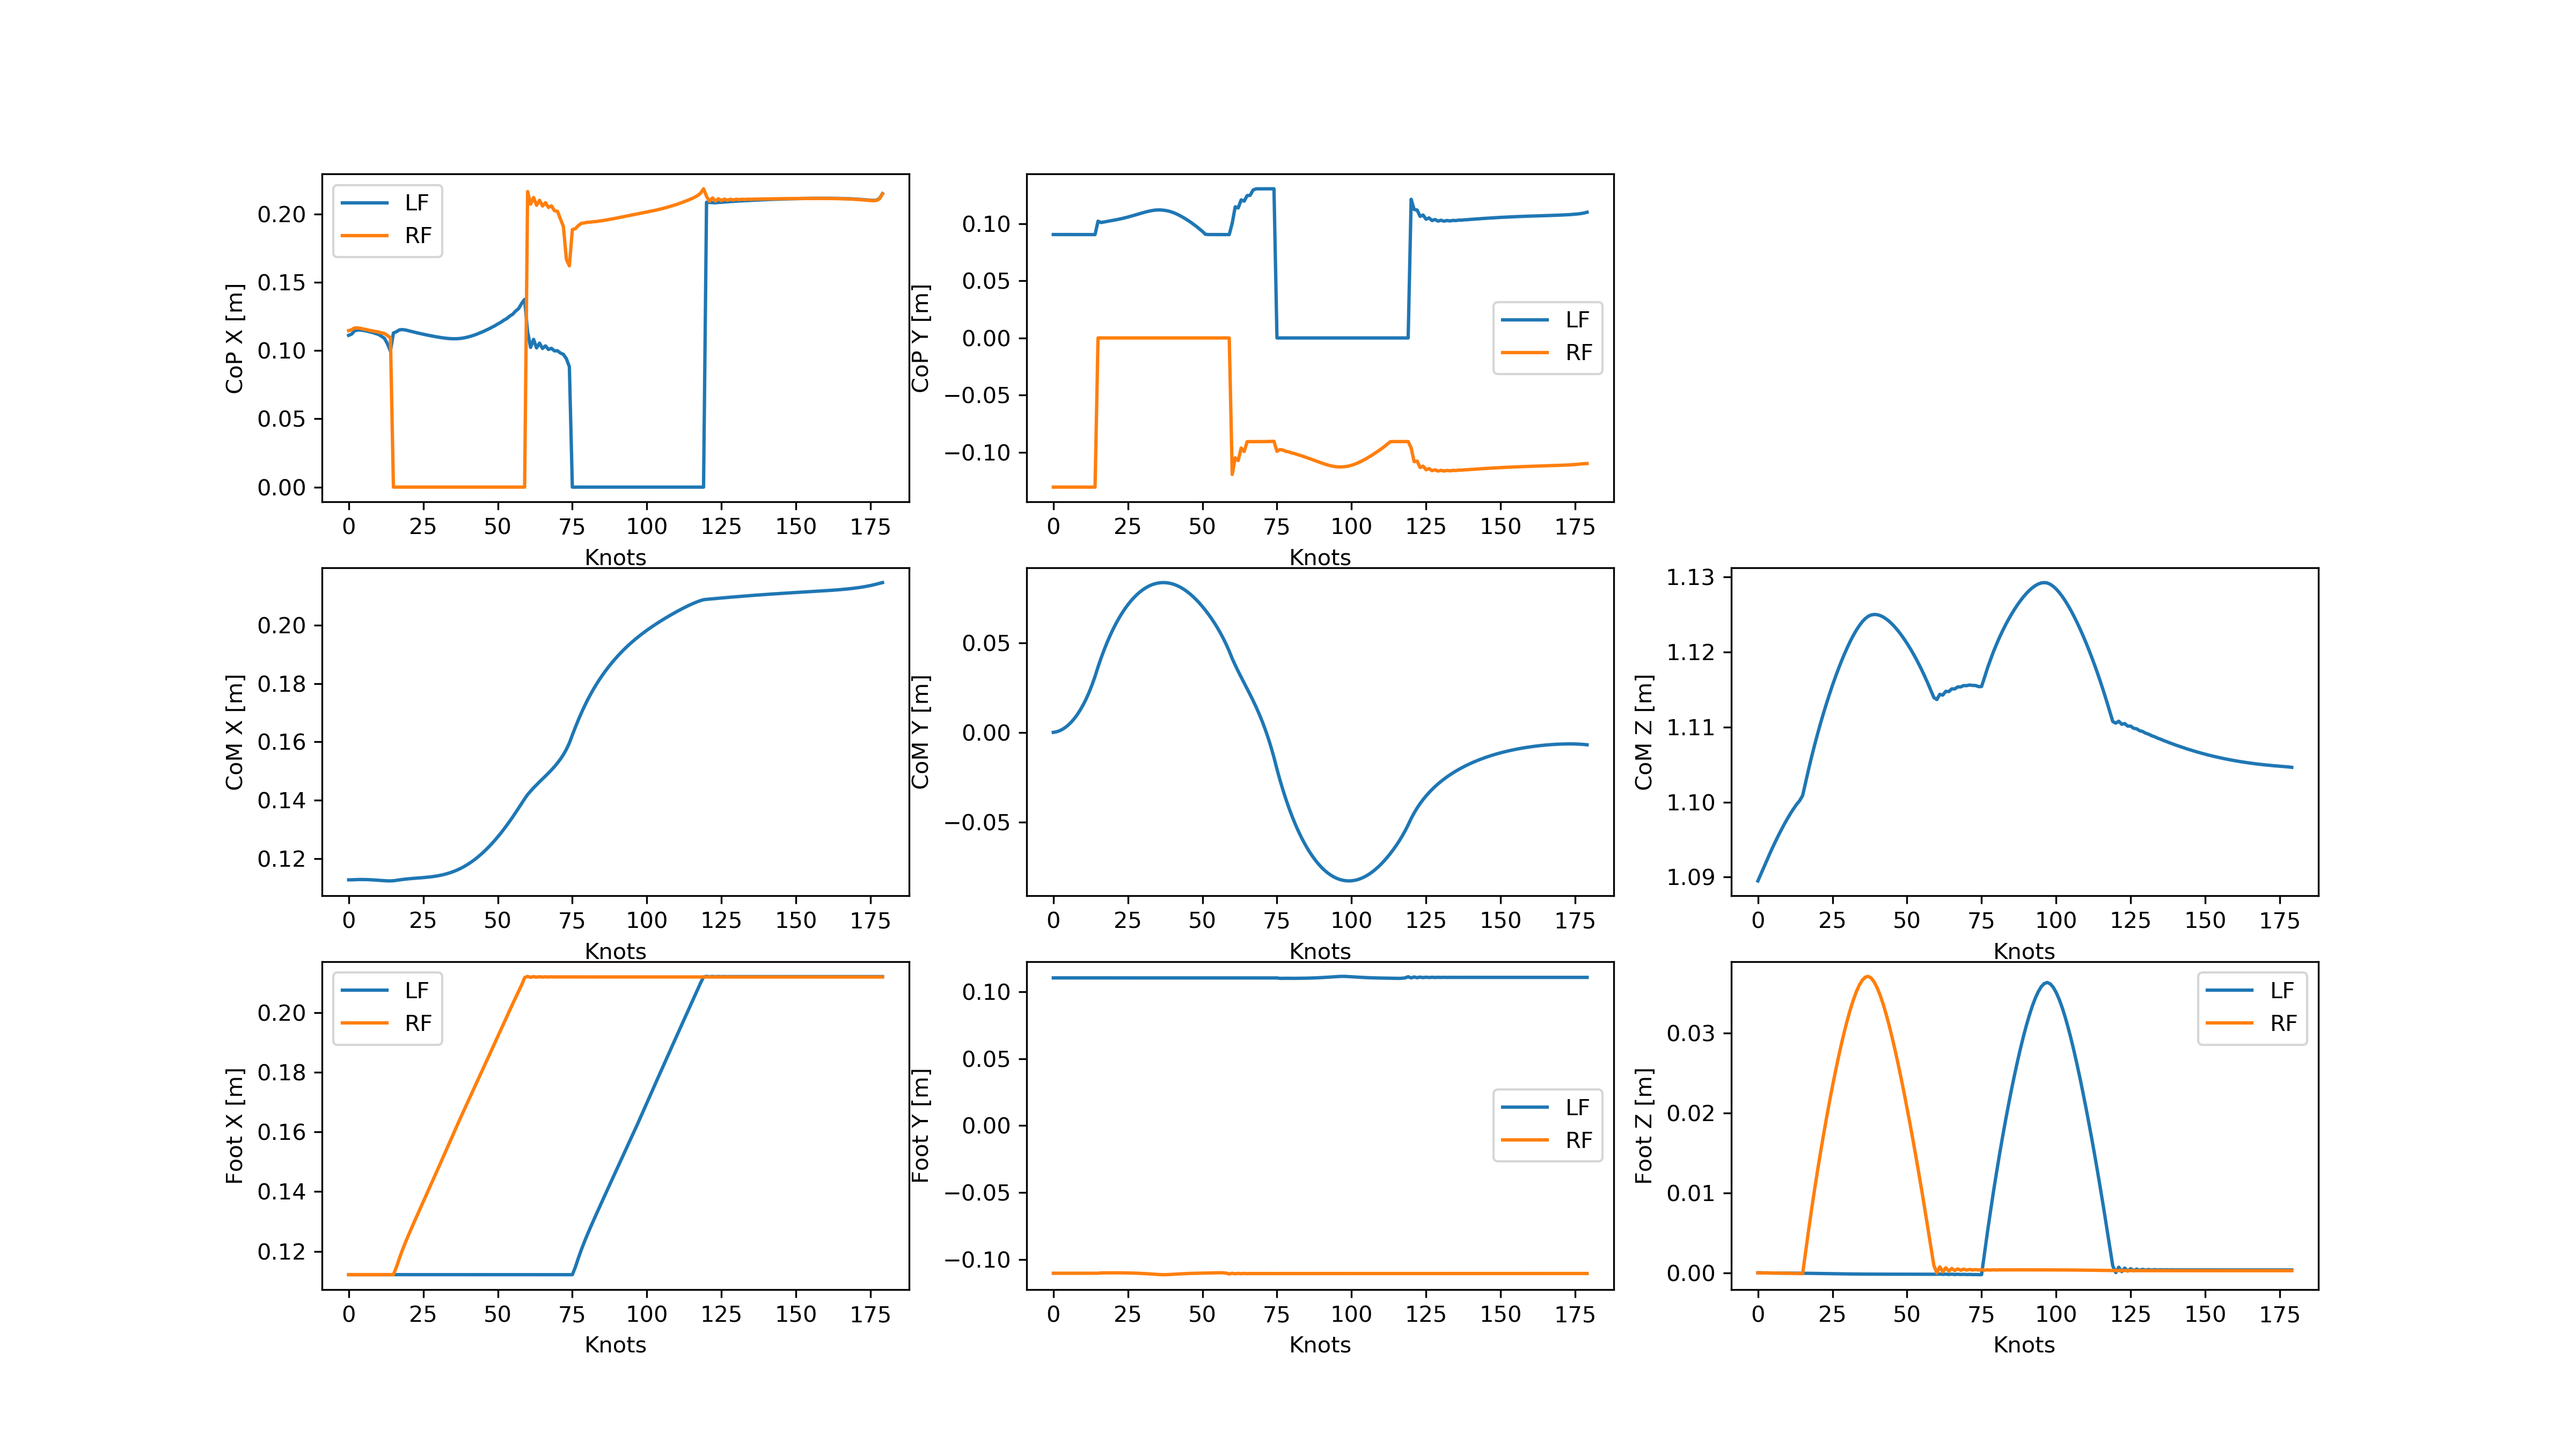 CoP X [m]
0.20
0.15
0.10
0.05
0.00
LF
RF
0 25 50 75 100 125 150 175
Knots
CoP Y [m]
0.10
0.05
0.00
−0.05
−0.10
LF
RF
0 25 50 75 100 125 150 175
Knots
CoM X [m]
0.20
0.18
0.16
0.14
0.12
0 25 50 75 100 125 150 175
Knots
CoM Y [m]
0.05
0.00
−0.05
0 25 50 75 100 125 150 175
Knots
CoM Z [m]
1.13
1.12
1.11
1.10
1.09
0 25 50 75 100 125 150 175
Knots
Foot X [m]
0.20
0.18
0.16
0.14
0.12
LF
RF
0 25 50 75 100 125 150 175
Knots
Foot Y [m]
0.10
0.05
0.00
−0.05
−0.10
LF
RF
0 25 50 75 100 125 150 175
Knots
Foot Z [m]
0.03
0.02
0.01
0.00
LF
RF
0 25 50 75 100 125 150 175
Knots